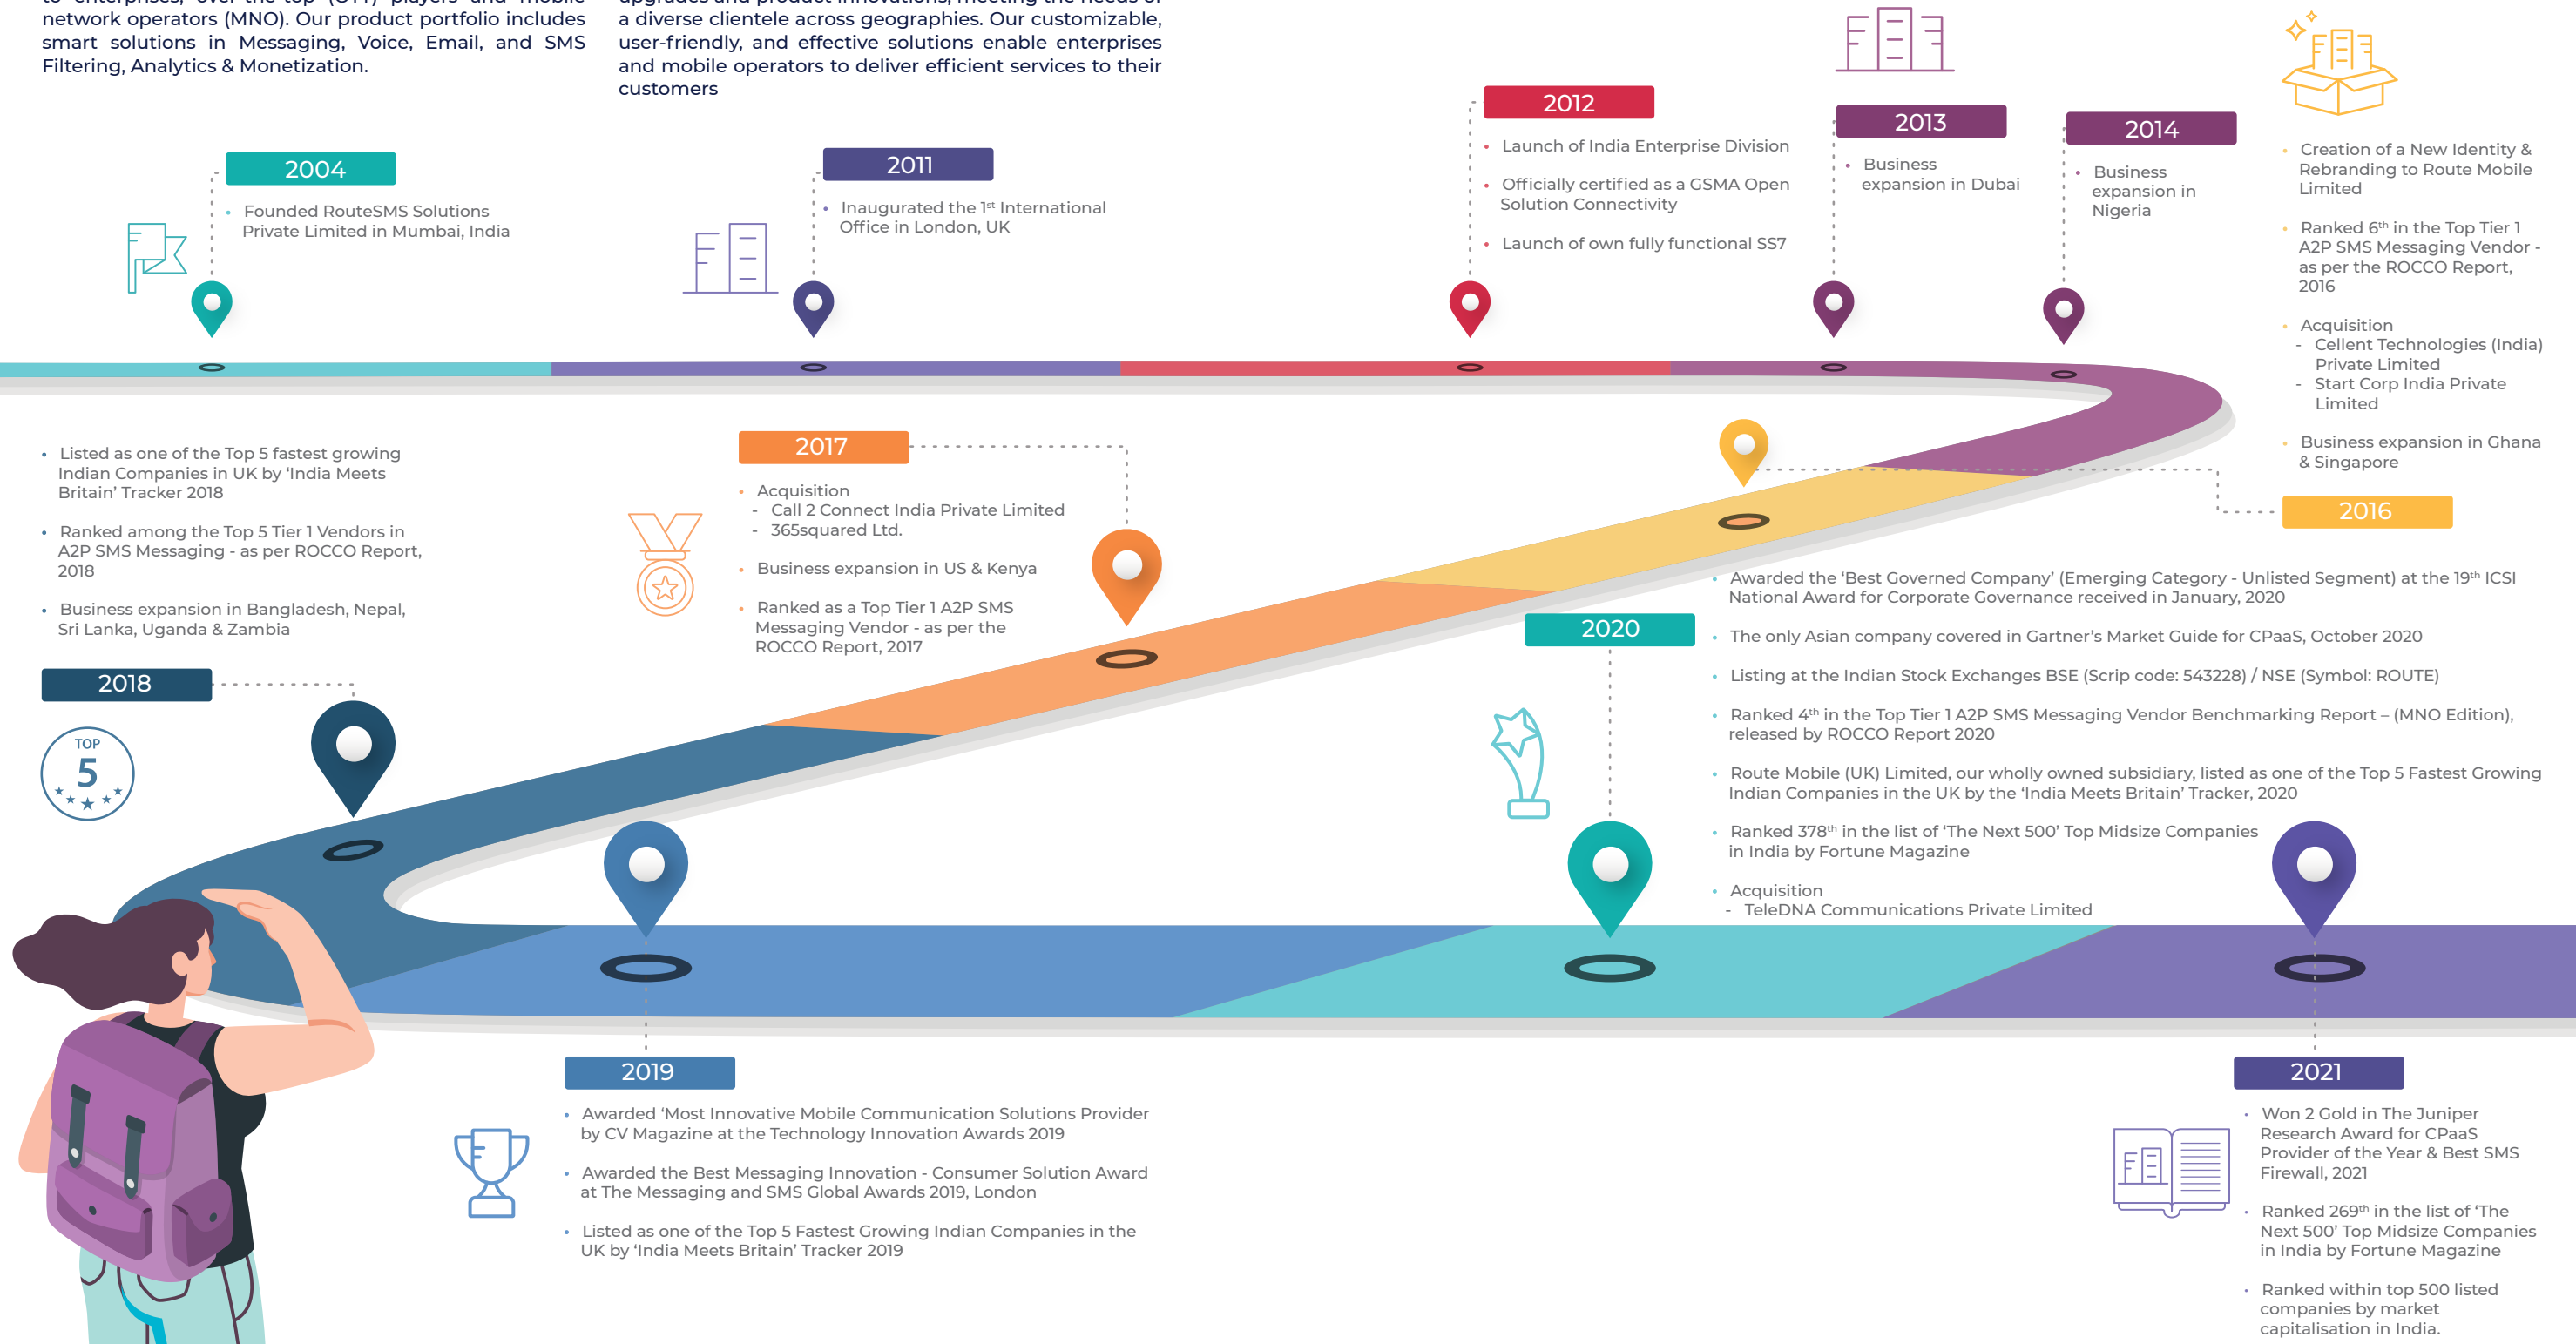 to enterprises, over-the-top (OTT) players and mobile
network operators (MNO). Our product portfolio includes
smart solutions in Messaging, Voice, Email, and SMS
Filtering, Analytics & Monetization.
upgrades and product innovations, meeting the needs of
a diverse clientele across geographies. Our customizable,
user-friendly, and effective solutions enable enterprises
and mobile operators to deliver efficient services to their
customers
2004
• Founded RouteSMS Solutions
Private Limited in Mumbai, India
2011
• Inaugurated the 1st International
Office in London, UK
2012
• Launch of India Enterprise Division
• Officially certified as a GSMA Open
Solution Connectivity
• Launch of own fully functional SS7
2013
• Business
expansion in Dubai
2014
• Business
expansion in
Nigeria
• Creation of a New Identity &
Rebranding to Route Mobile
Limited
• Ranked 6th in the Top Tier 1
A2P SMS Messaging Vendor -
as per the ROCCO Report,
2016
• Acquisition
- Cellent Technologies (India)
Private Limited
- Start Corp India Private
Limited
• Business expansion in Ghana
& Singapore
2016
2017
• Acquisition
- Call 2 Connect India Private Limited
- 365squared Ltd.
• Business expansion in US & Kenya
• Ranked as a Top Tier 1 A2P SMS
Messaging Vendor - as per the
ROCCO Report, 2017
• Listed as one of the Top 5 fastest growing
Indian Companies in UK by ‘India Meets
Britain’ Tracker 2018
• Ranked among the Top 5 Tier 1 Vendors in
A2P SMS Messaging - as per ROCCO Report,
2018
• Business expansion in Bangladesh, Nepal,
Sri Lanka, Uganda & Zambia
2018
TOP
5
2019
• Awarded ‘Most Innovative Mobile Communication Solutions Provider
by CV Magazine at the Technology Innovation Awards 2019
• Awarded the Best Messaging Innovation - Consumer Solution Award
at The Messaging and SMS Global Awards 2019, London
• Listed as one of the Top 5 Fastest Growing Indian Companies in the
UK by ‘India Meets Britain’ Tracker 2019
2020
• Awarded the ‘Best Governed Company’ (Emerging Category - Unlisted Segment) at the 19th ICSI
National Award for Corporate Governance received in January, 2020
• The only Asian company covered in Gartner’s Market Guide for CPaaS, October 2020
• Listing at the Indian Stock Exchanges BSE (Scrip code: 543228) / NSE (Symbol: ROUTE)
• Ranked 4th in the Top Tier 1 A2P SMS Messaging Vendor Benchmarking Report – (MNO Edition),
released by ROCCO Report 2020
• Route Mobile (UK) Limited, our wholly owned subsidiary, listed as one of the Top 5 Fastest Growing
Indian Companies in the UK by the ‘India Meets Britain’ Tracker, 2020
• Ranked 378th in the list of ‘The Next 500’ Top Midsize Companies
in India by Fortune Magazine
• Acquisition
- TeleDNA Communications Private Limited
2021
• Won 2 Gold in The Juniper
Research Award for CPaaS
Provider of the Year & Best SMS
Firewall, 2021
• Ranked 269th in the list of ‘The
Next 500’ Top Midsize Companies
in India by Fortune Magazine
• Ranked within top 500 listed
companies by market
capitalisation in India.